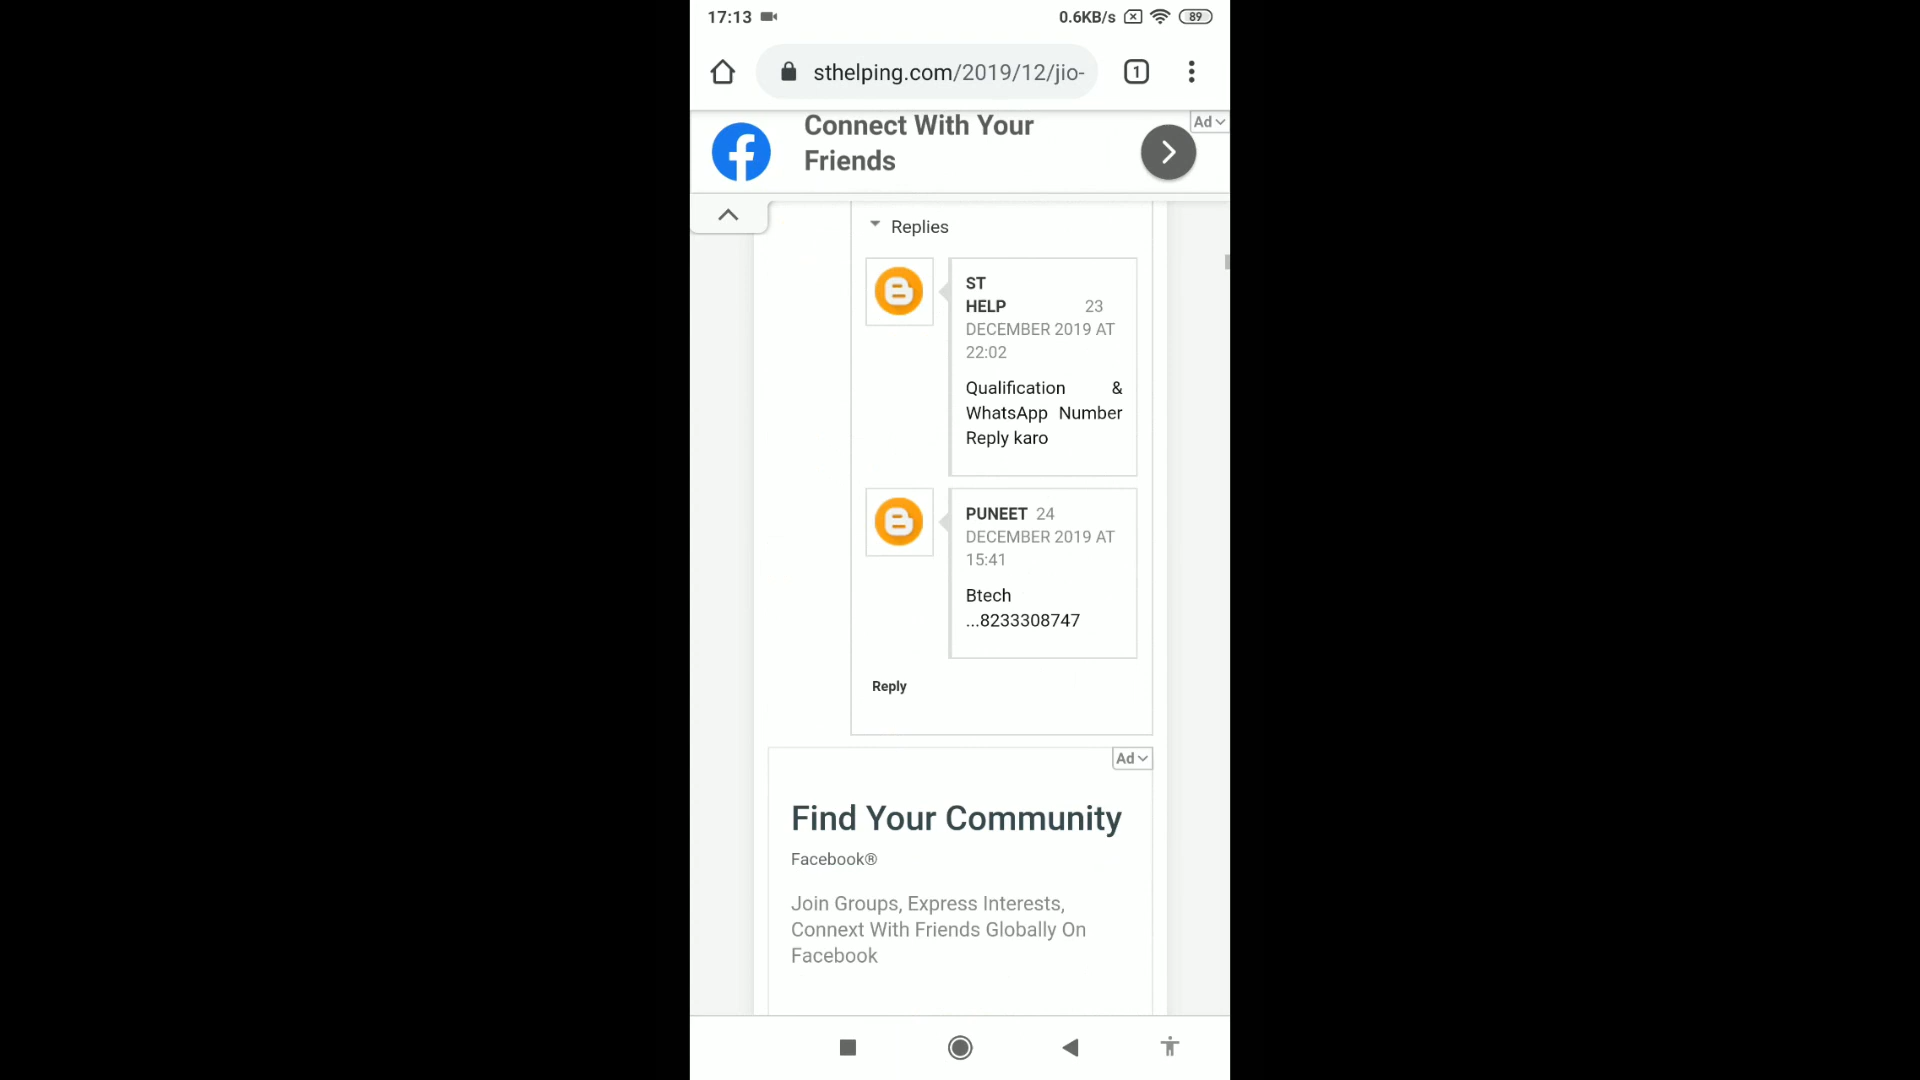 17:13 0.6KB/s 89
sthelping.com/2019/12/jio-
1
Ad
Connect With Your
Friends
Replies
ST
HELP 23
DECEMBER 2019 AT
22:02
Qualification &
WhatsApp Number
Reply karo
PUNEET 24
DECEMBER 2019 AT
15:41
Btech
...8233308747
Reply
Ad
Find Your Community
Facebook®
Join Groups, Express Interests,
Connext With Friends Globally On
Facebook